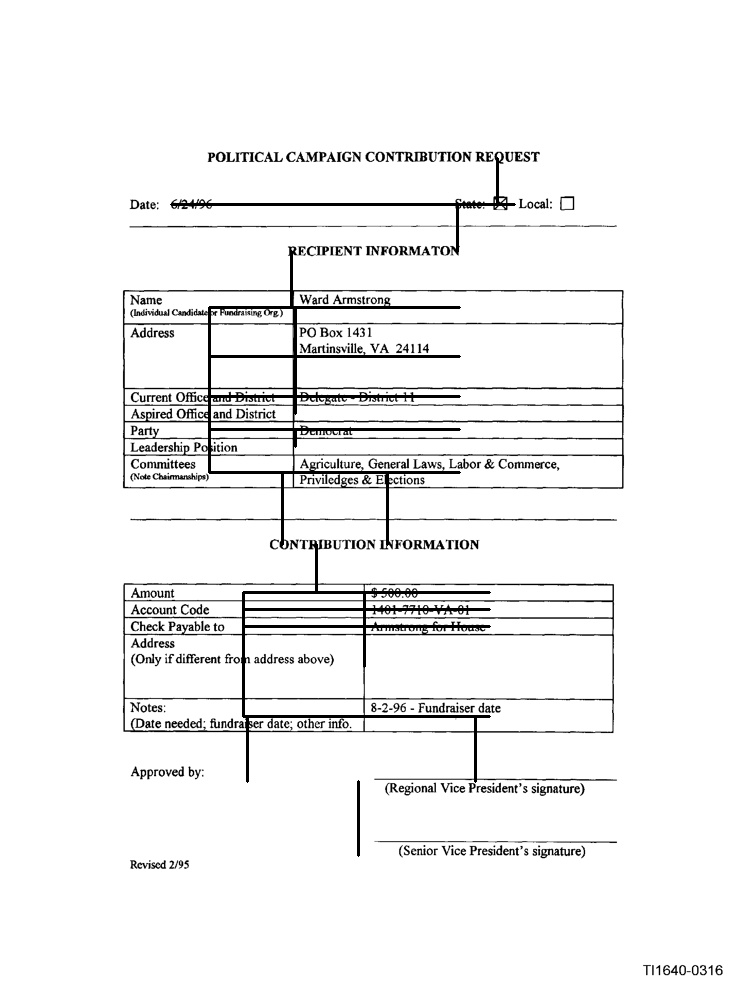 POLITICAL CAMPAIGN CONTRIBUTION REQUEST
Date: 6/24/96 State: ☒ Local: ☐
RECIPIENT INFORMATON
Name Ward Armstrong
(Individual Candidate or Fundraising Org.)
Address PO Box 1431
Martinsville, VA 24114
Current Office and District Delegate - District 11
Aspired Office and District
Party Democrat
Leadership Position
Committees Agriculture, General Laws, Labor & Commerce,
(Note Chairmanships) Priviledges & Elections
CONTRIBUTION INFORMATION
Amount $ 500.00
Account Code 1401-7710-VA-01
Check Payable to Armstrong for House
Address
(Only if different from address above)
Notes: 8-2-96 - Fundraiser date
(Date needed; fundraiser date; other info.
Approved by:
(Regional Vice President's signature)
(Senior Vice President's signature)
Revised 2/95
TI1640-0316